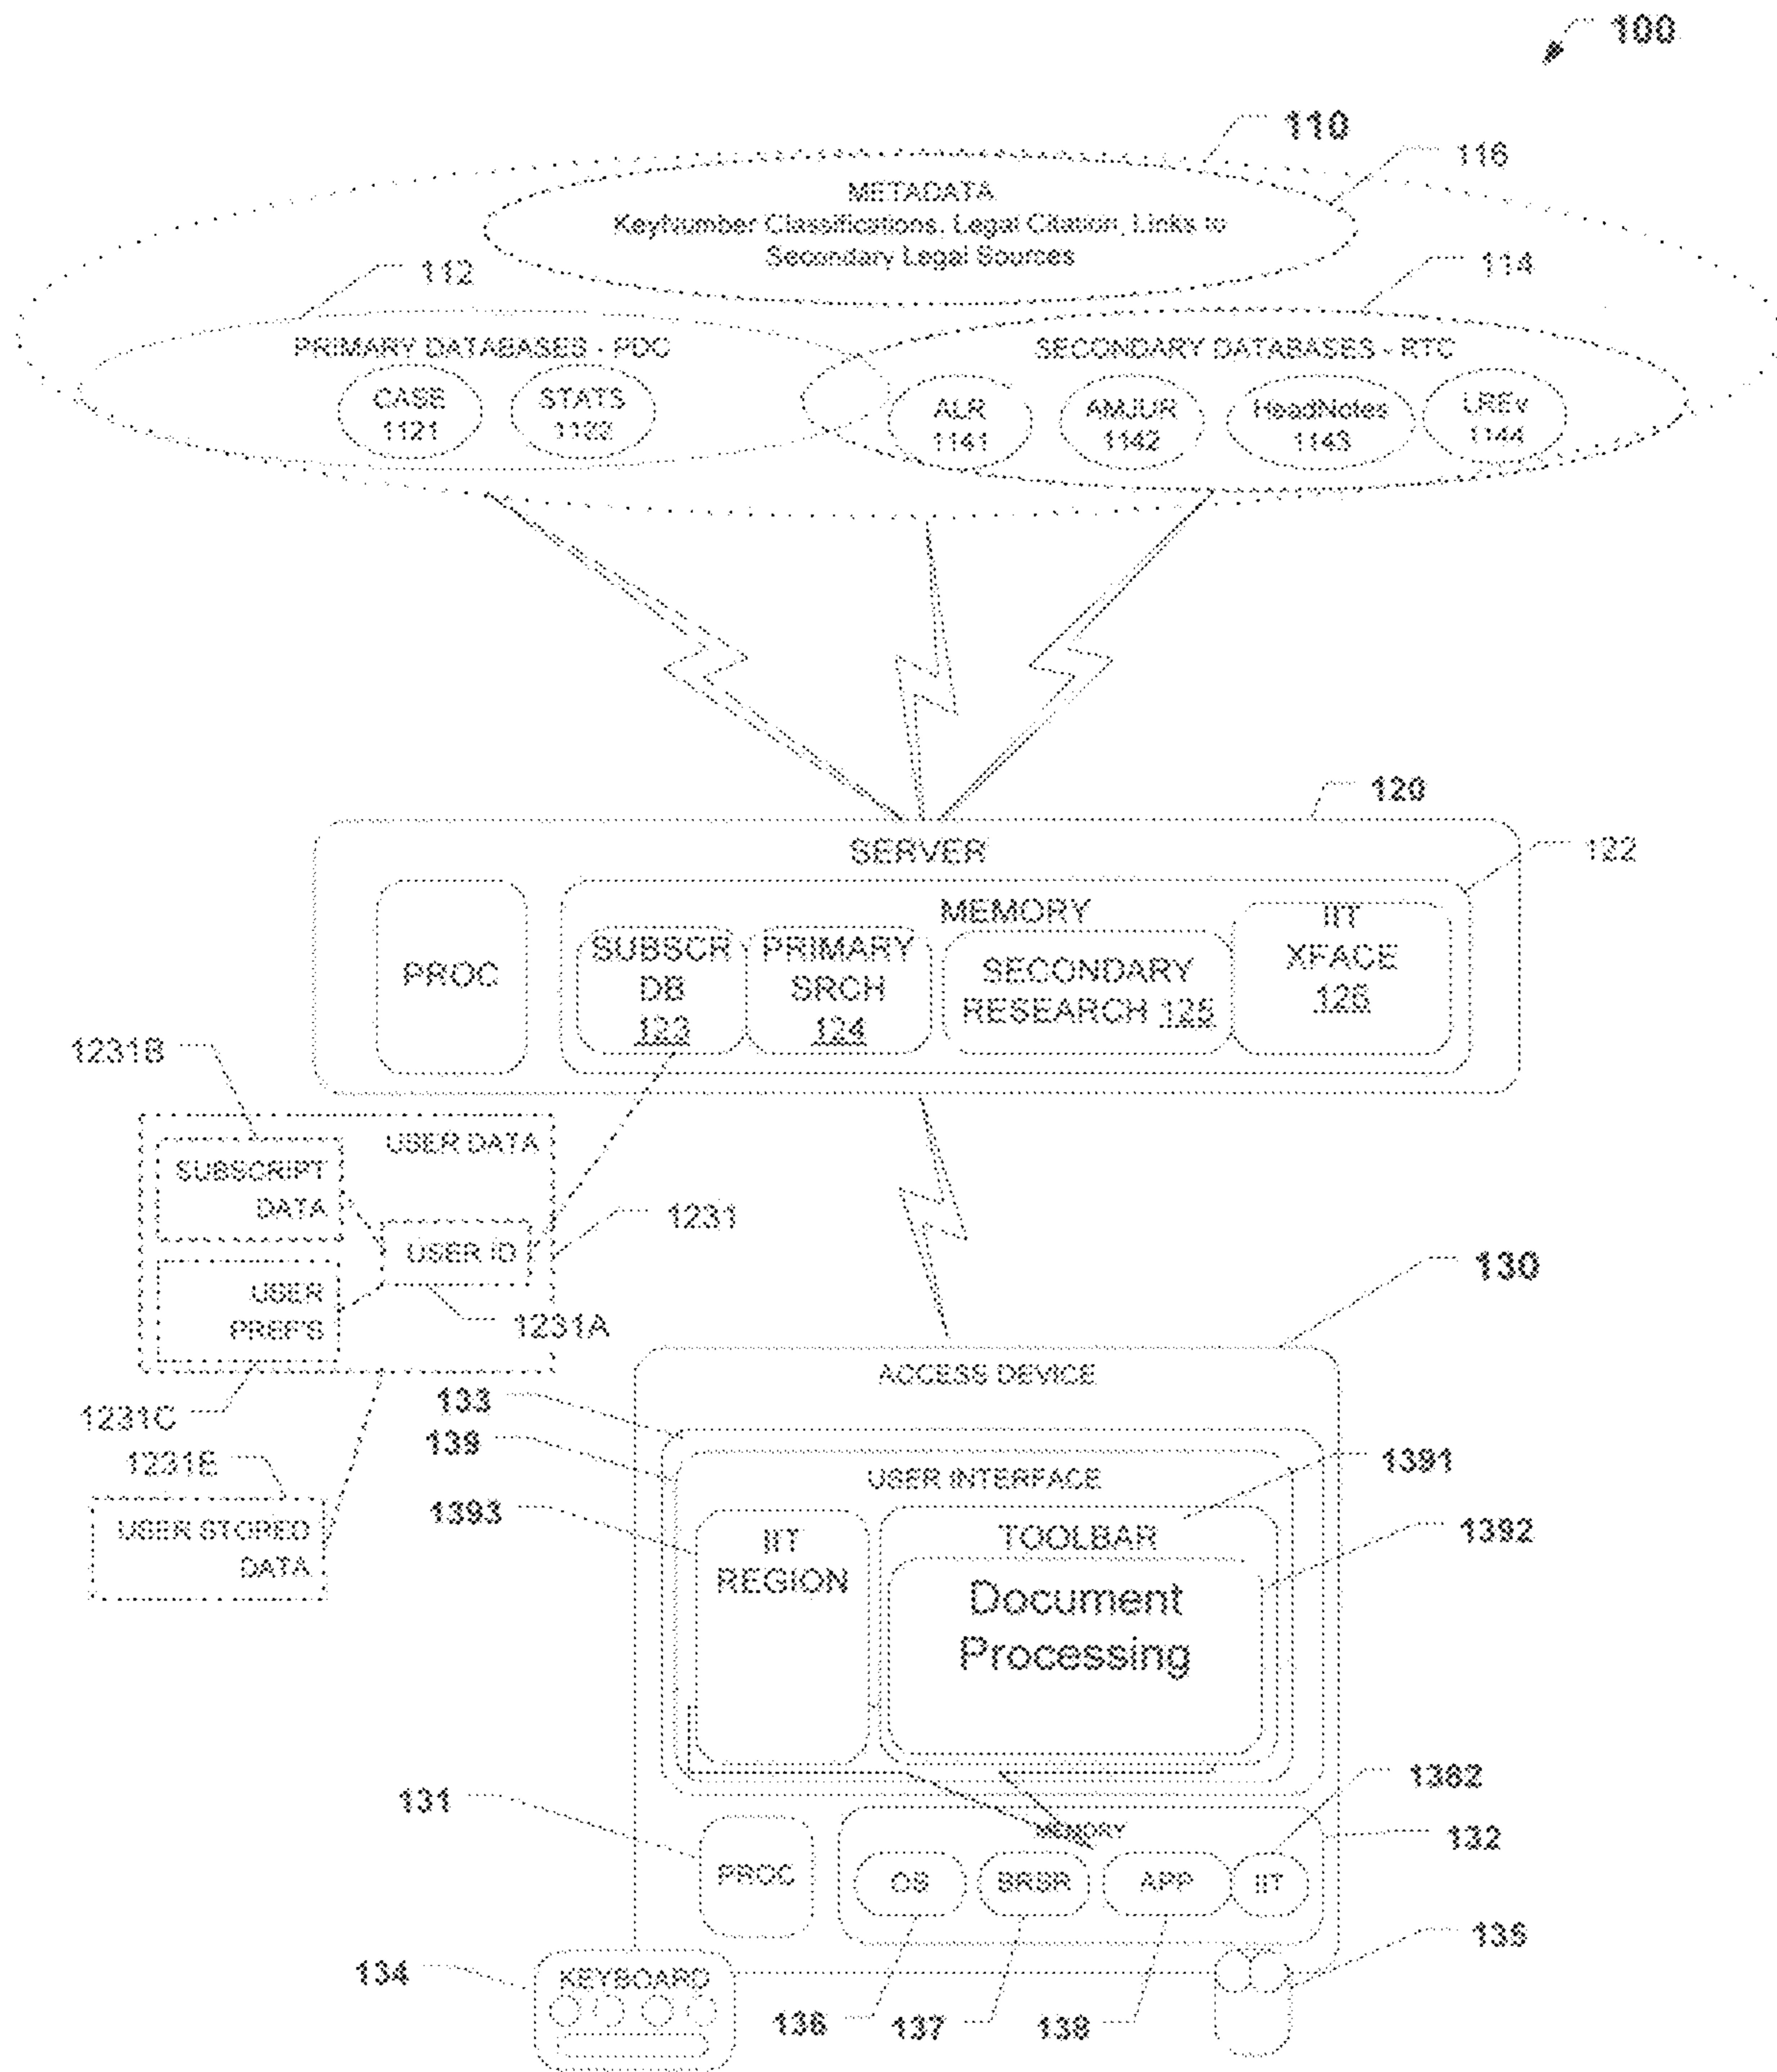 100
110
116
METADATA
KeyNumber Classifications, Legal Citation, Links to
Secondary Legal Sources
112
114
PRIMARY DATABASES - PDC
SECONDARY DATABASES - RTC
CASE
1121
STATS
1122
ALR
1141
AMJUR
1142
HeadNotes
1143
LREV
1144
120
SERVER
122
MEMORY
PROC
SUBSCR
DB
123
PRIMARY
SRCH
124
SECONDARY
RESEARCH 125
IIT
XFACE
126
1231B
USER DATA
SUBSCRIPT
DATA
1231
USER ID
USER
PREF'S
1231A
130
1231C
ACCESS DEVICE
133
139
1231E
USER INTERFACE
1391
1393
USER STORED
DATA
IIT
REGION
TOOLBAR
1392
Document
Processing
1382
131
MEMORY
132
PROC
OS
BRSR
APP
IIT
135
134
KEYBOARD
136
137
138